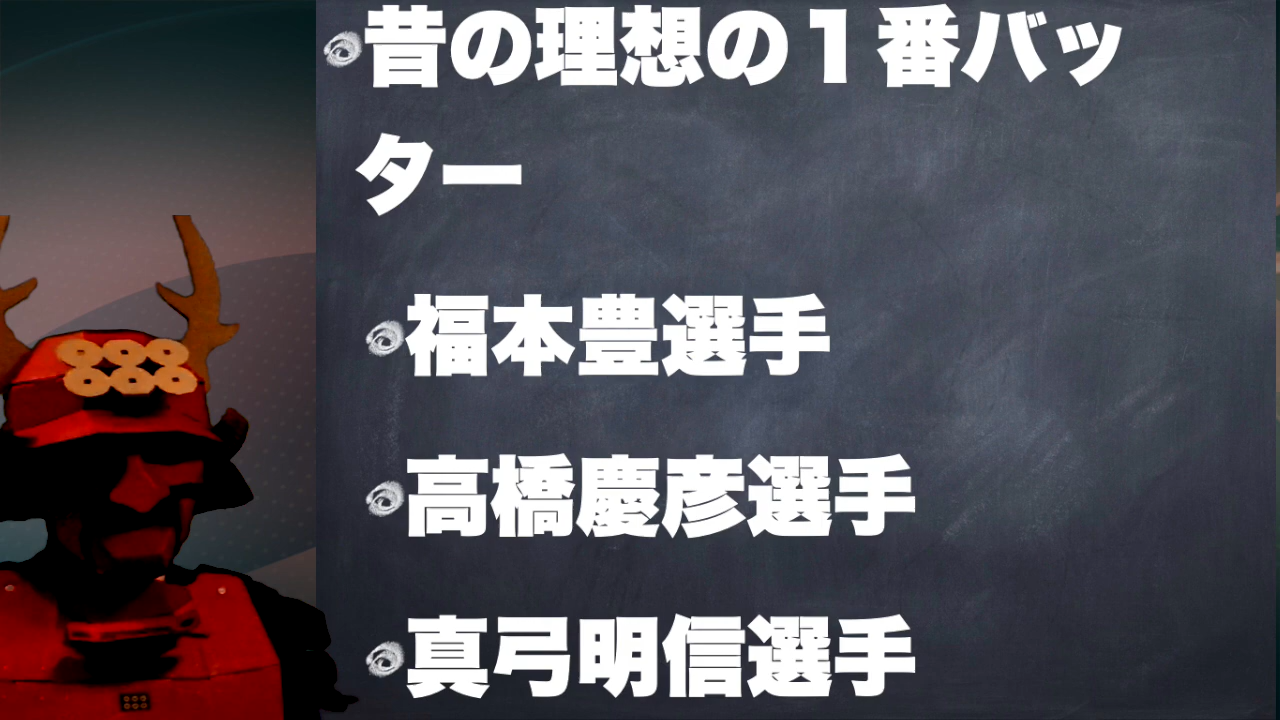 昔の理想の１番バッ
ター
福本豊選手
高橋慶彦選手
真弓明信選手